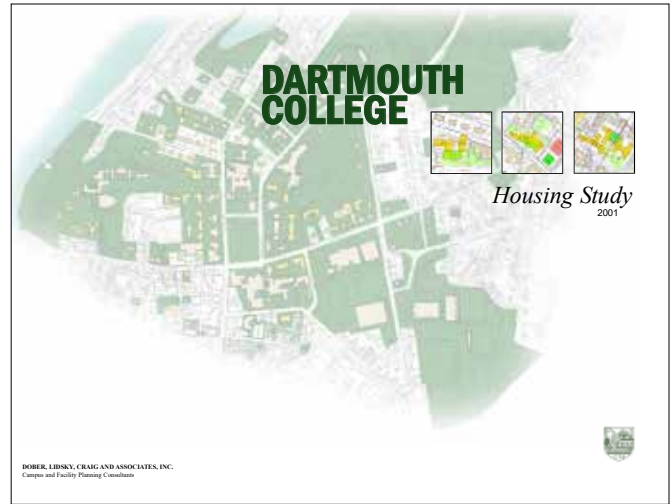 DARTMOUTH
COLLEGE
Housing Study
2001
DOBER, LIDSKY, CRAIG AND ASSOCIATES, INC.
Campus and Facility Planning Consultants